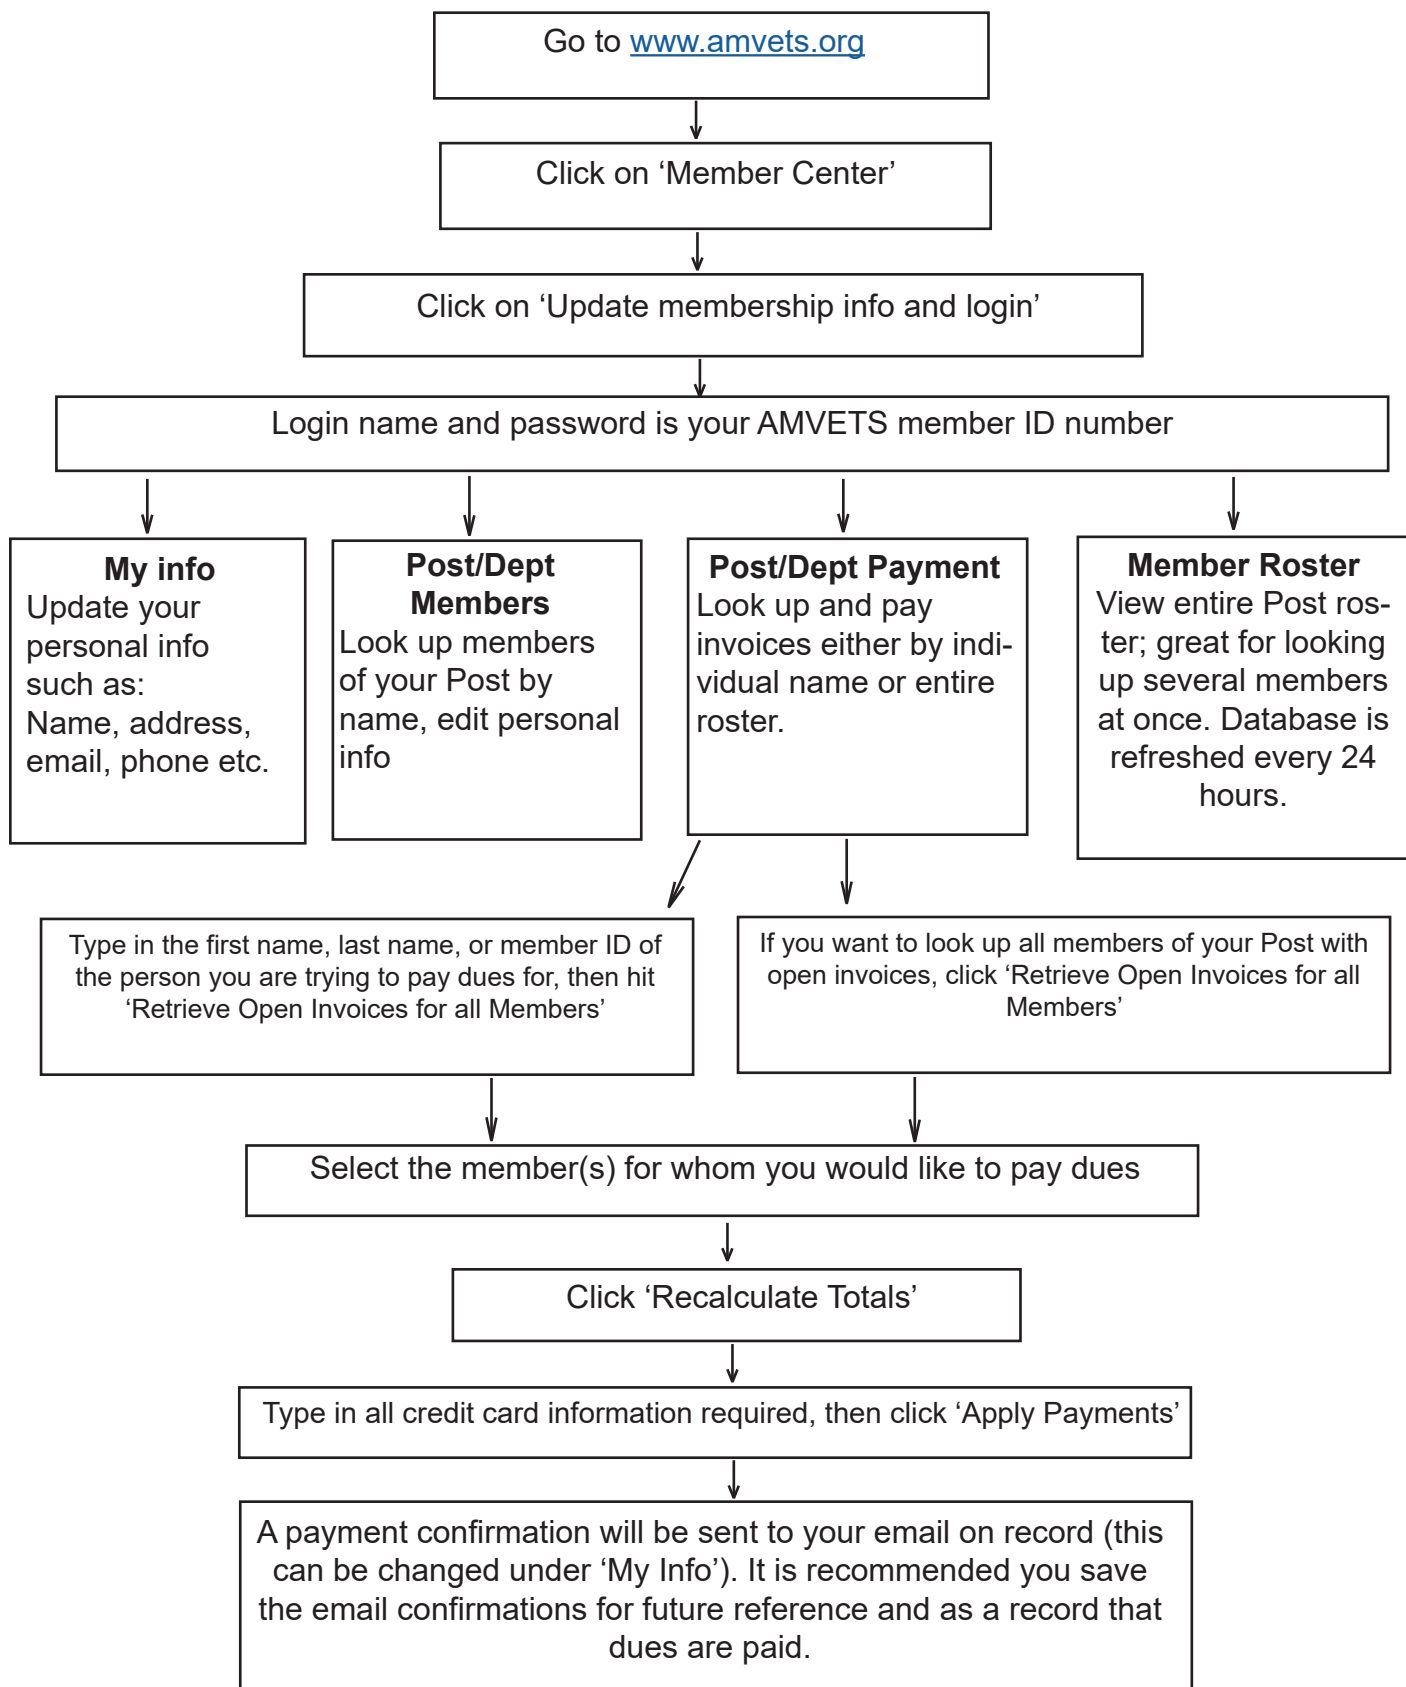 Go to www.amvets.org
Click on ‘Member Center’
Click on ‘Update membership info and login’
Login name and password is your AMVETS member ID number
My info
Update your
personal info
such as:
Name, address,
email, phone etc.
Post/Dept
Members
Look up members
of your Post by
name, edit personal
info
Post/Dept Payment
Look up and pay
invoices either by indi-
vidual name or entire
roster.
Member Roster
View entire Post ros-
ter; great for looking
up several members
at once. Database is
refreshed every 24
hours.
Type in the first name, last name, or member ID of
the person you are trying to pay dues for, then hit
‘Retrieve Open Invoices for all Members’
If you want to look up all members of your Post with
open invoices, click ‘Retrieve Open Invoices for all
Members’
Select the member(s) for whom you would like to pay dues
Click ‘Recalculate Totals’
Type in all credit card information required, then click ‘Apply Payments’
A payment confirmation will be sent to your email on record (this
can be changed under ‘My Info’). It is recommended you save
the email confirmations for future reference and as a record that
dues are paid.